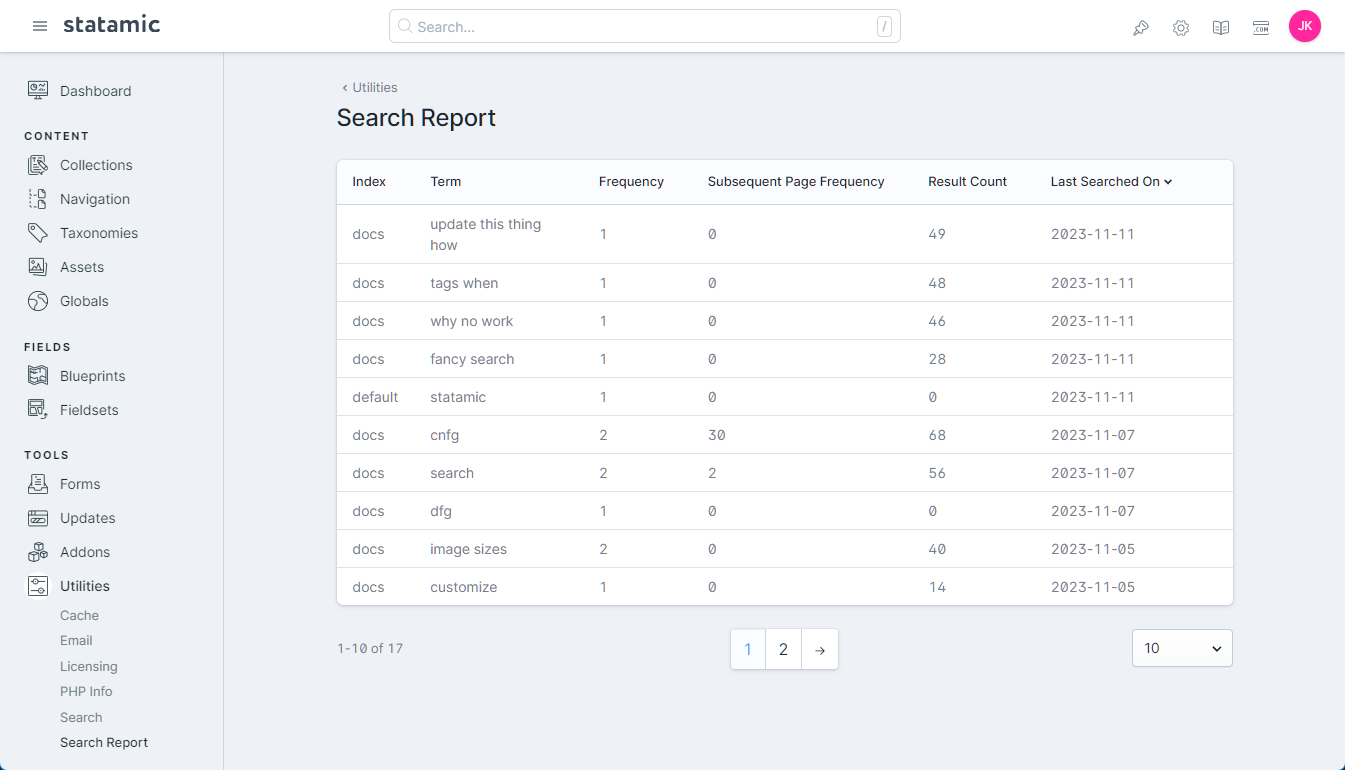 statamic
Search...
/
.COM
JK
Dashboard
CONTENT
Collections
Navigation
Taxonomies
Assets
Globals
FIELDS
Blueprints
Fieldsets
TOOLS
Forms
Updates
Addons
Utilities
Cache
Email
Licensing
PHP Info
Search
Search Report
‹ Utilities
Search Report
Index Term Frequency Subsequent Page Frequency Result Count Last Searched On
docs update this thing how 1 0 49 2023-11-11
docs tags when 1 0 48 2023-11-11
docs why no work 1 0 46 2023-11-11
docs fancy search 1 0 28 2023-11-11
default statamic 1 0 0 2023-11-11
docs cnfg 2 30 68 2023-11-07
docs search 2 2 56 2023-11-07
docs dfg 1 0 0 2023-11-07
docs image sizes 2 0 40 2023-11-05
docs customize 1 0 14 2023-11-05
1-10 of 17
1 2 →
10